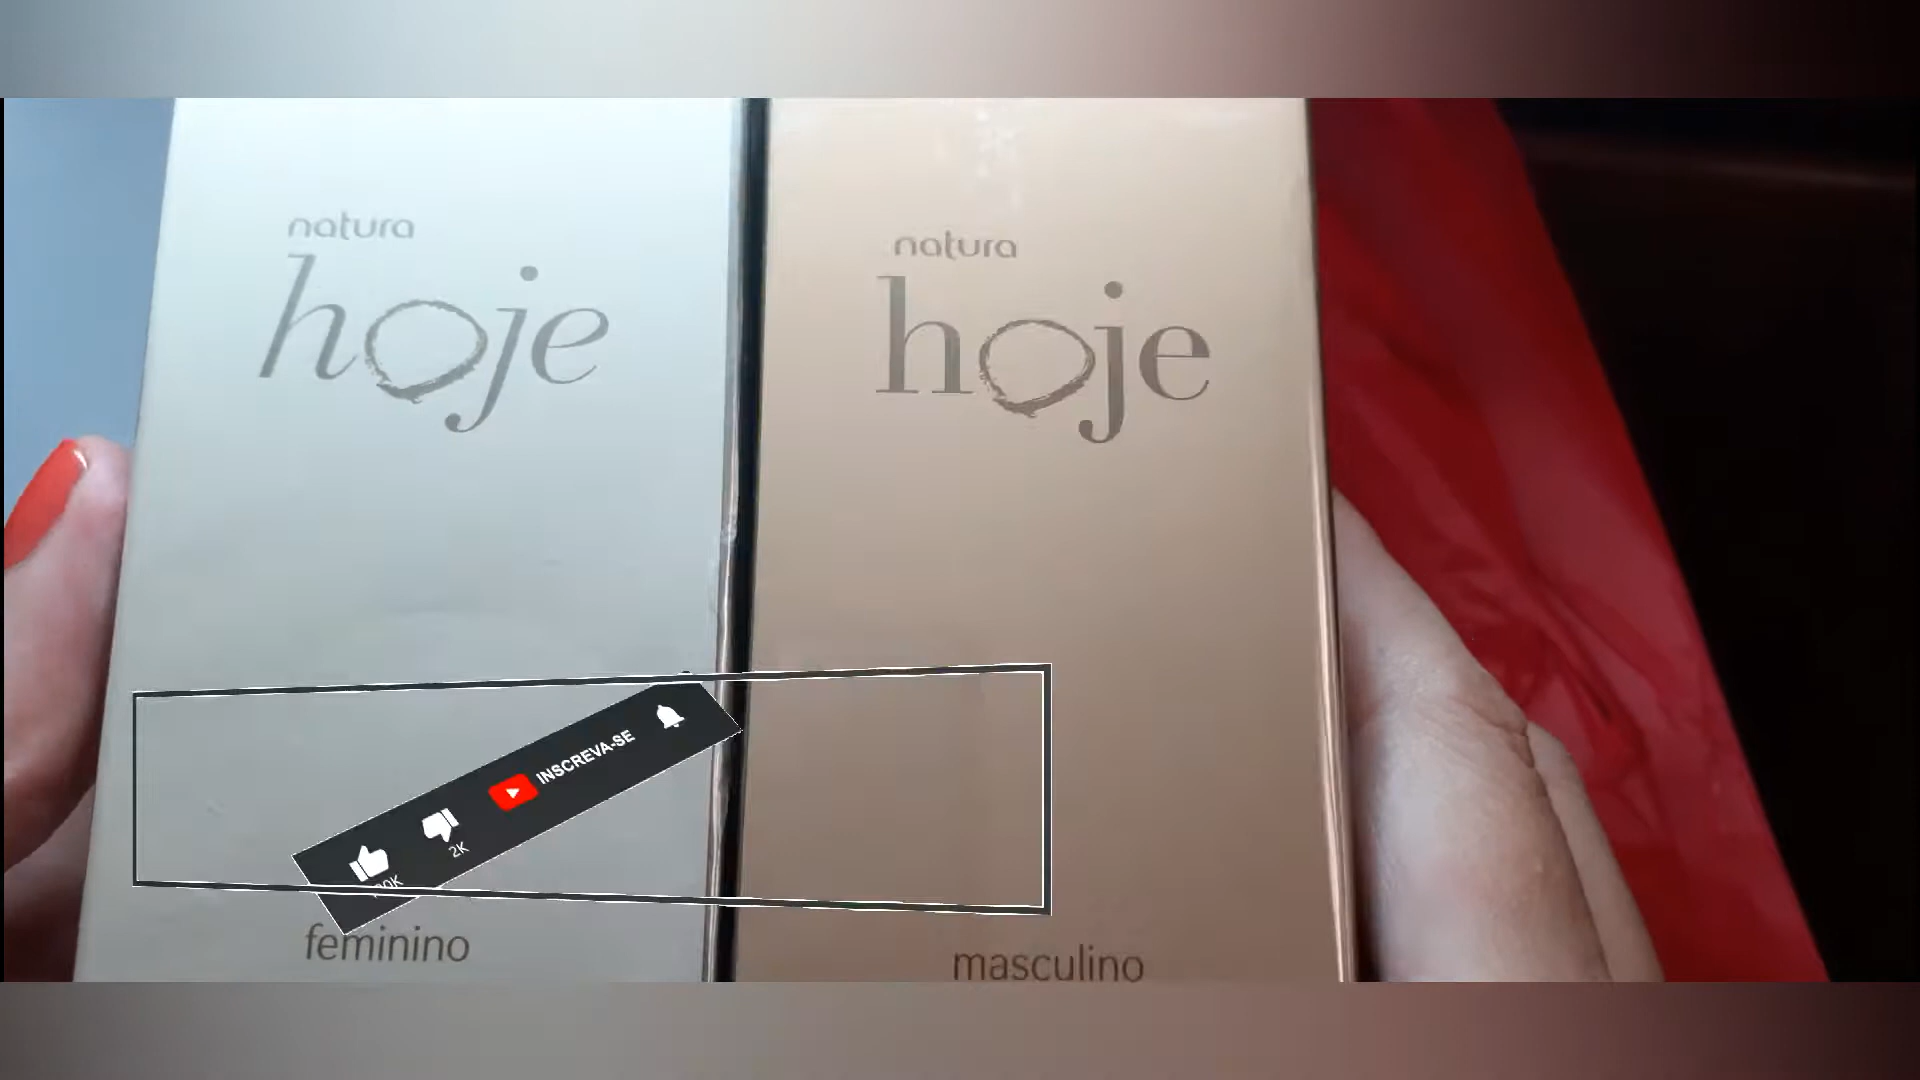 natura
hoje
feminino
natura
hoje
masculino
INSCREVA-SE
2K